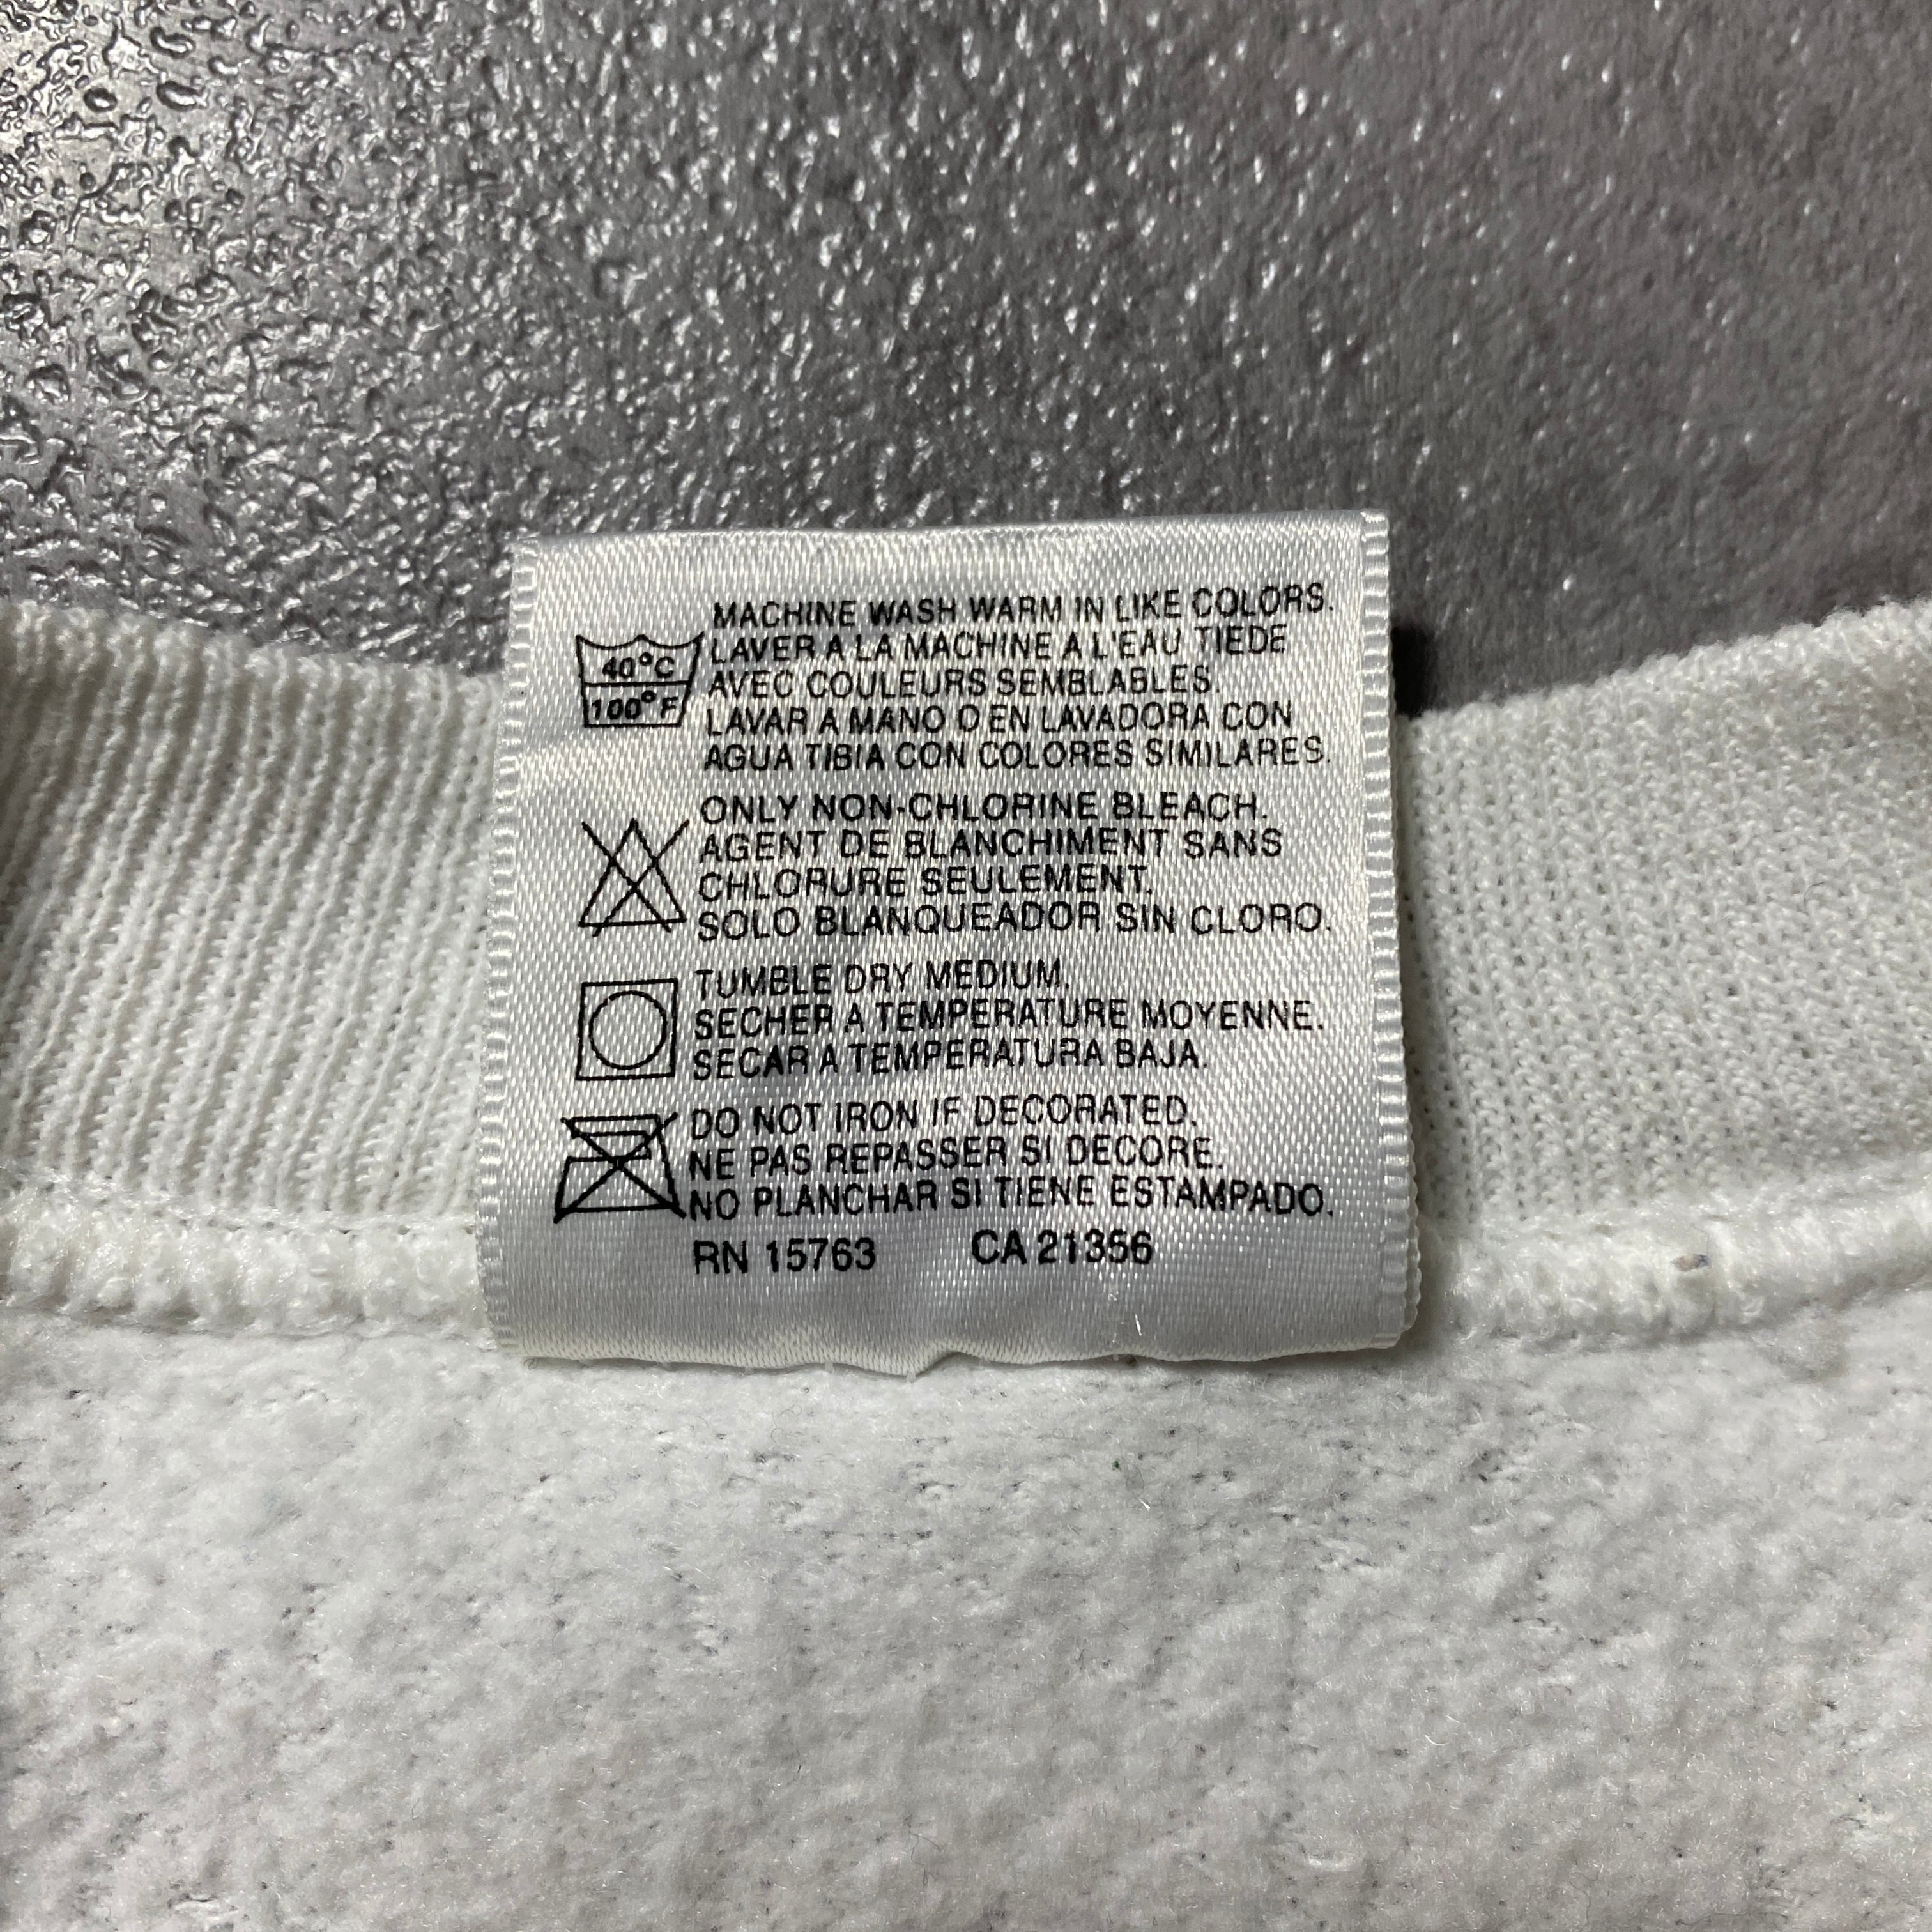 MACHINE WASH WARM IN LIKE COLORS.
LAVER A LA MACHINE A L'EAU TIEDE
AVEC COULEURS SEMBLABLES.
LAVAR A MANO O EN LAVADORA CON
AGUA TIBIA CON COLORES SIMILARES.
40°C
100°F
ONLY NON-CHLORINE BLEACH.
AGENT DE BLANCHIMENT SANS
CHLORURE SEULEMENT.
SOLO BLANQUEADOR SIN CLORO.
TUMBLE DRY MEDIUM.
SECHER A TEMPERATURE MOYENNE.
SECAR A TEMPERATURA BAJA.
DO NOT IRON IF DECORATED.
NE PAS REPASSER SI DECORE.
NO PLANCHAR SI TIENE ESTAMPADO.
RN 15763 CA 21356